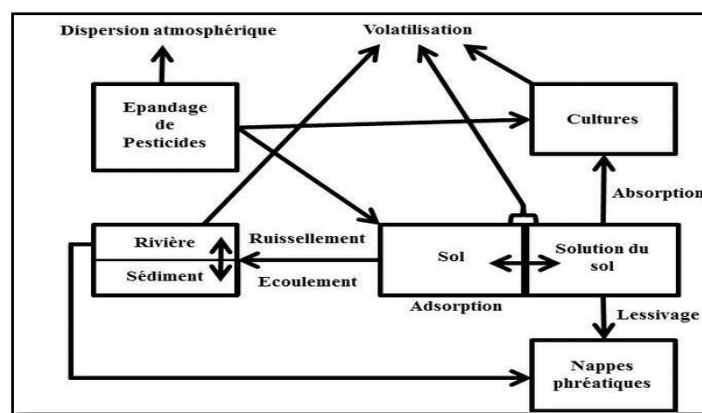 Dispersion atmosphérique
Volatilisation
Epandage
de
Pesticides
Cultures
Absorption
Rivière
Sédiment
Ruissellement
Ecoulement
Sol
Solution du
sol
Adsorption
Lessivage
Nappes
phréatiques